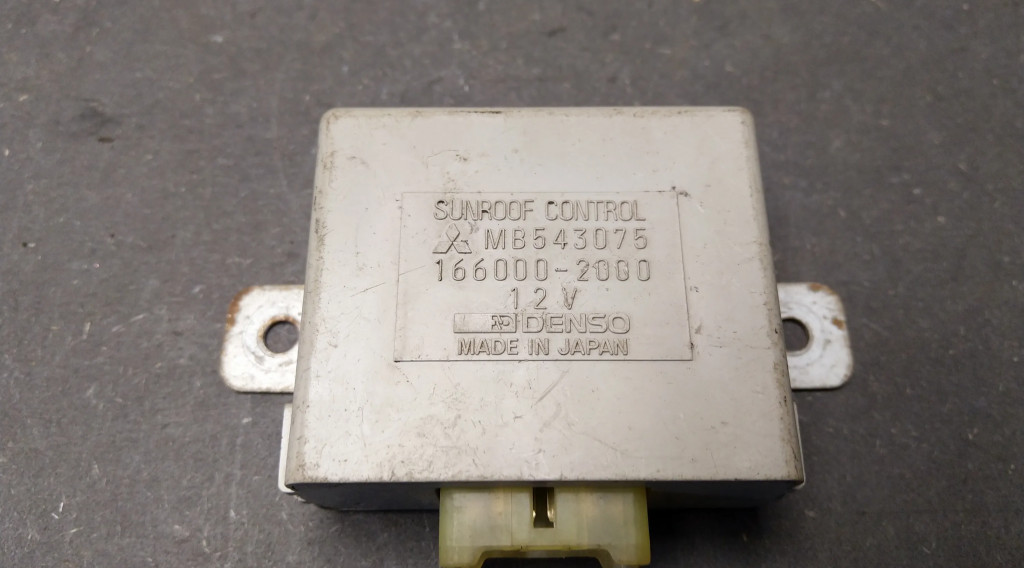 SUNROOF CONTROL
MB543075
166000-2000
12V
DENSO
MADE IN JAPAN